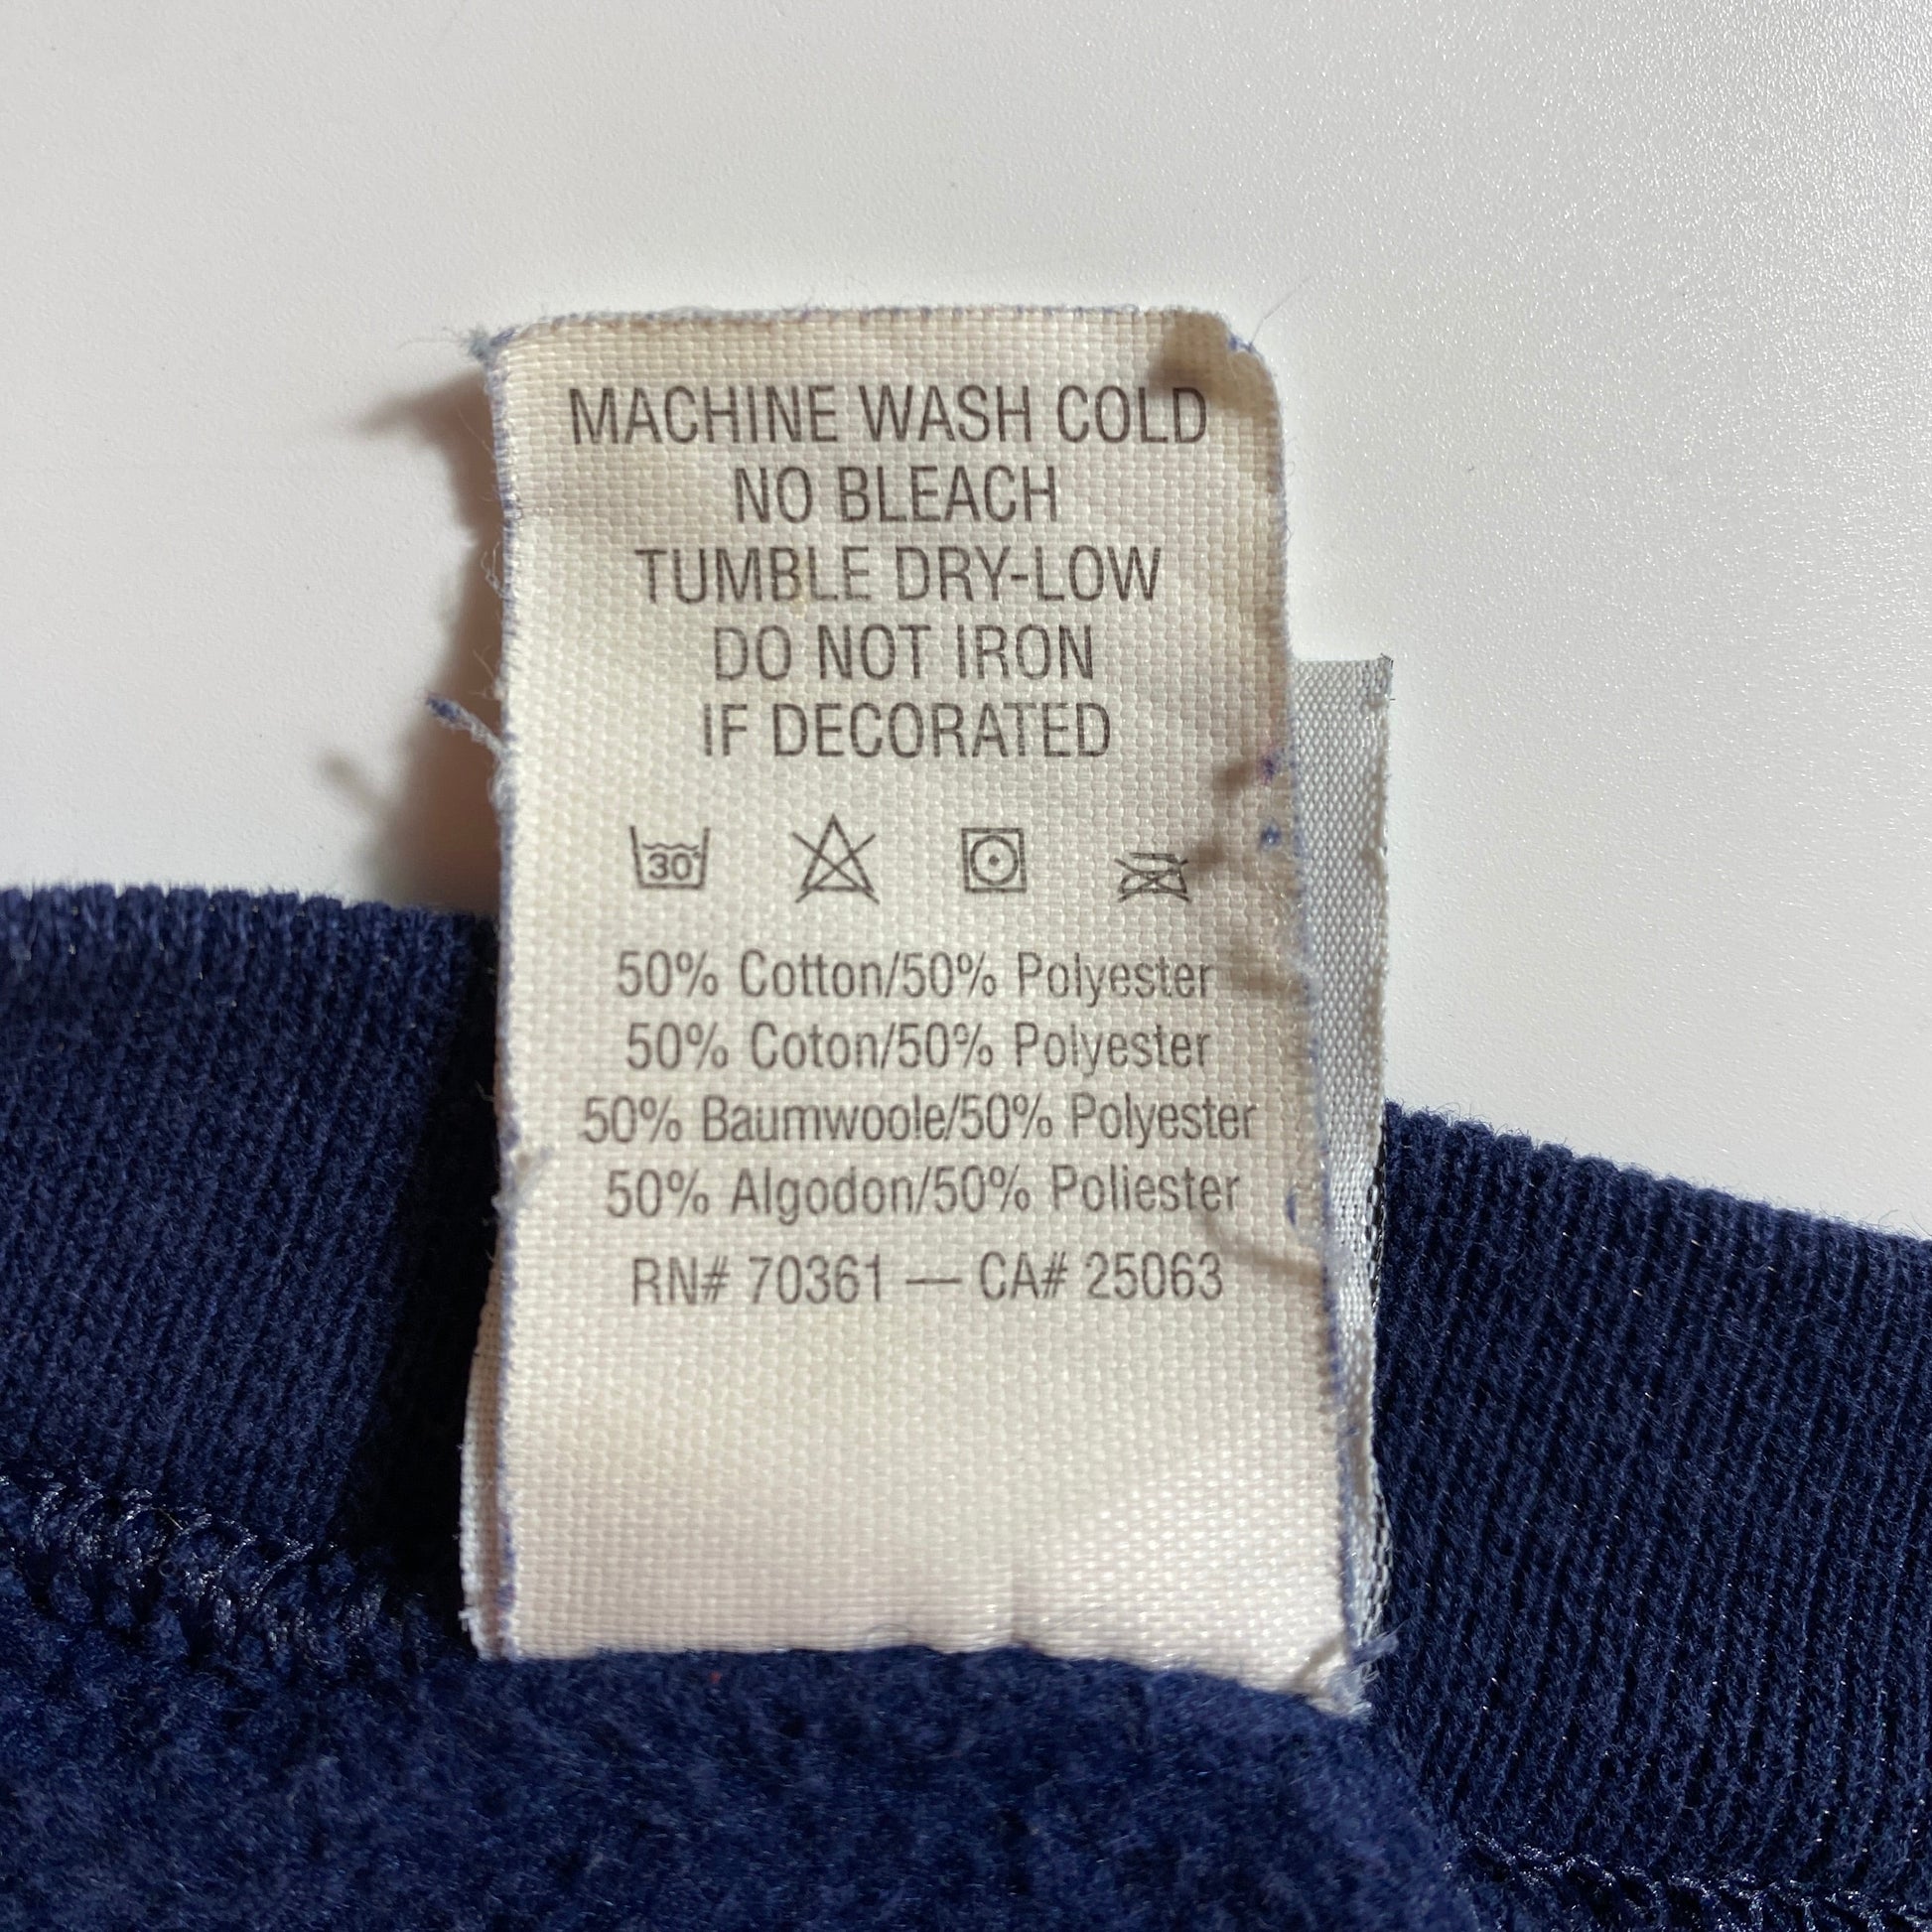 MACHINE WASH COLD
NO BLEACH
TUMBLE DRY-LOW
DO NOT IRON
IF DECORATED
30°
50% Cotton/50% Polyester
50% Coton/50% Polyester
50% Baumwoole/50% Polyester
50% Algodon/50% Poliester
RN# 70361 — CA# 25063